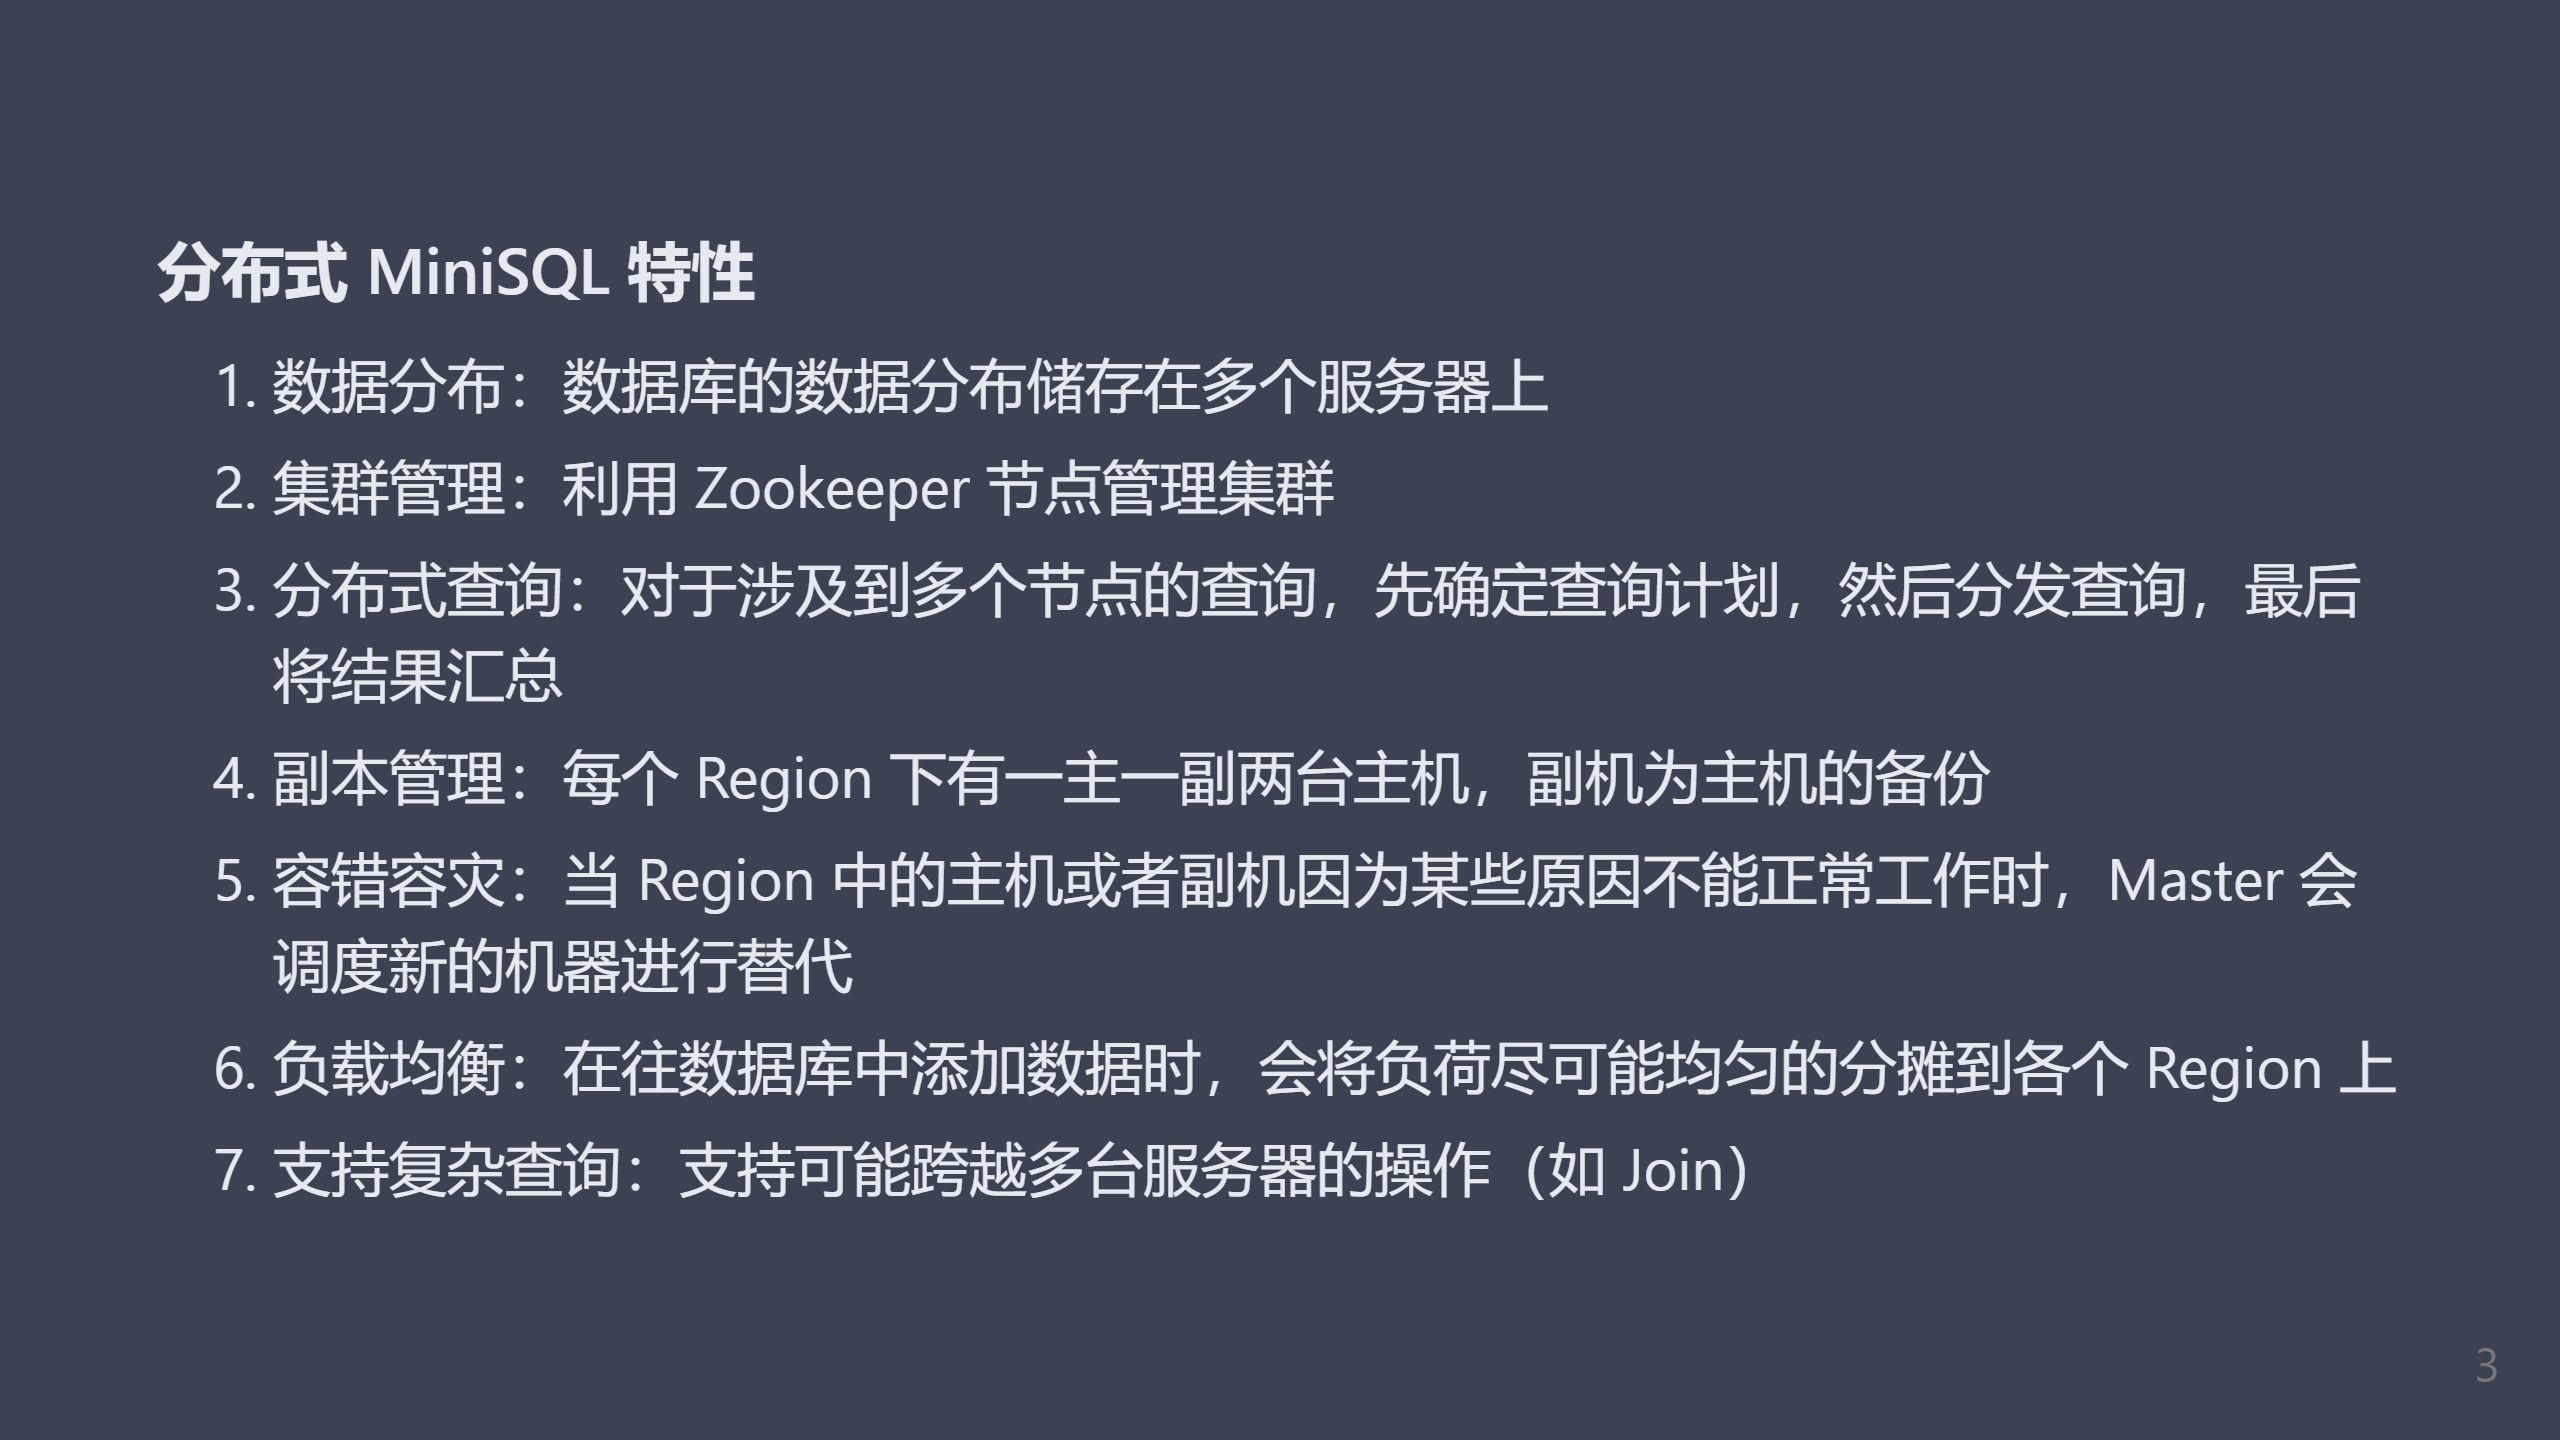 分布式 MiniSQL 特性
1. 数据分布：数据库的数据分布储存在多个服务器上
2. 集群管理：利用 Zookeeper 节点管理集群
3. 分布式查询：对于涉及到多个节点的查询，先确定查询计划，然后分发查询，最后
将结果汇总
4. 副本管理：每个 Region 下有一主一副两台主机，副机为主机的备份
5. 容错容灾：当 Region 中的主机或者副机因为某些原因不能正常工作时，Master 会
调度新的机器进行替代
6. 负载均衡：在往数据库中添加数据时，会将负荷尽可能均匀的分摊到各个 Region 上
7. 支持复杂查询：支持可能跨越多台服务器的操作（如 Join）
3